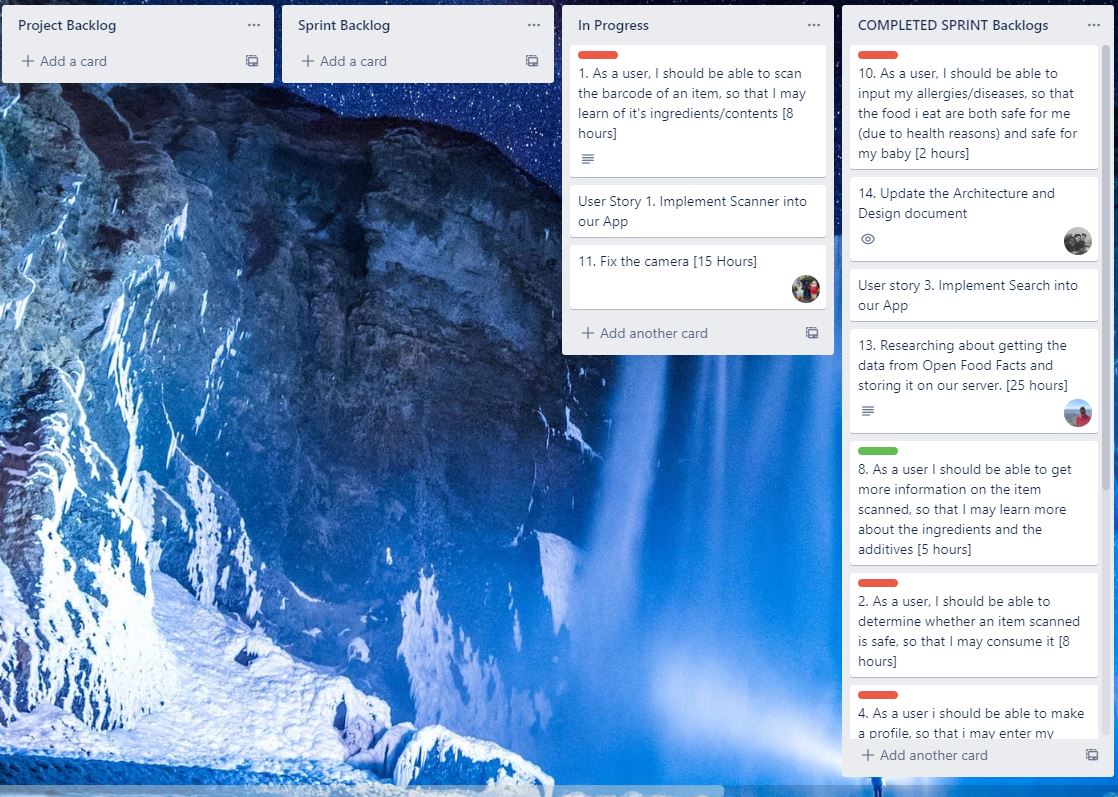 Project Backlog
Add a card
Sprint Backlog
Add a card
In Progress
1. As a user, I should be able to scan
the barcode of an item, so that I may
learn of it's ingredients/contents [8
hours]
User Story 1. Implement Scanner into
our App
11. Fix the camera [15 Hours]
Add another card
COMPLETED SPRINT Backlogs
10. As a user, I should be able to
input my allergies/diseases, so that
the food i eat are both safe for me
(due to health reasons) and safe for
my baby [2 hours]
14. Update the Architecture and
Design document
User story 3. Implement Search into
our App
13. Researching about getting the
data from Open Food Facts and
storing it on our server. [25 hours]
8. As a user I should be able to get
more information on the item
scanned, so that I may learn more
about the ingredients and the
additives [5 hours]
2. As a user, I should be able to
determine whether an item scanned
is safe, so that I may consume it [8
hours]
4. As a user i should be able to make
a profile, so that i may enter my
Add another card